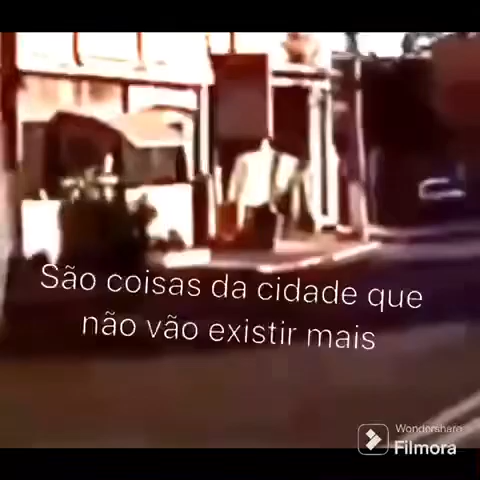 São coisas da cidade que
não vão existir mais
Wondershare
Filmora